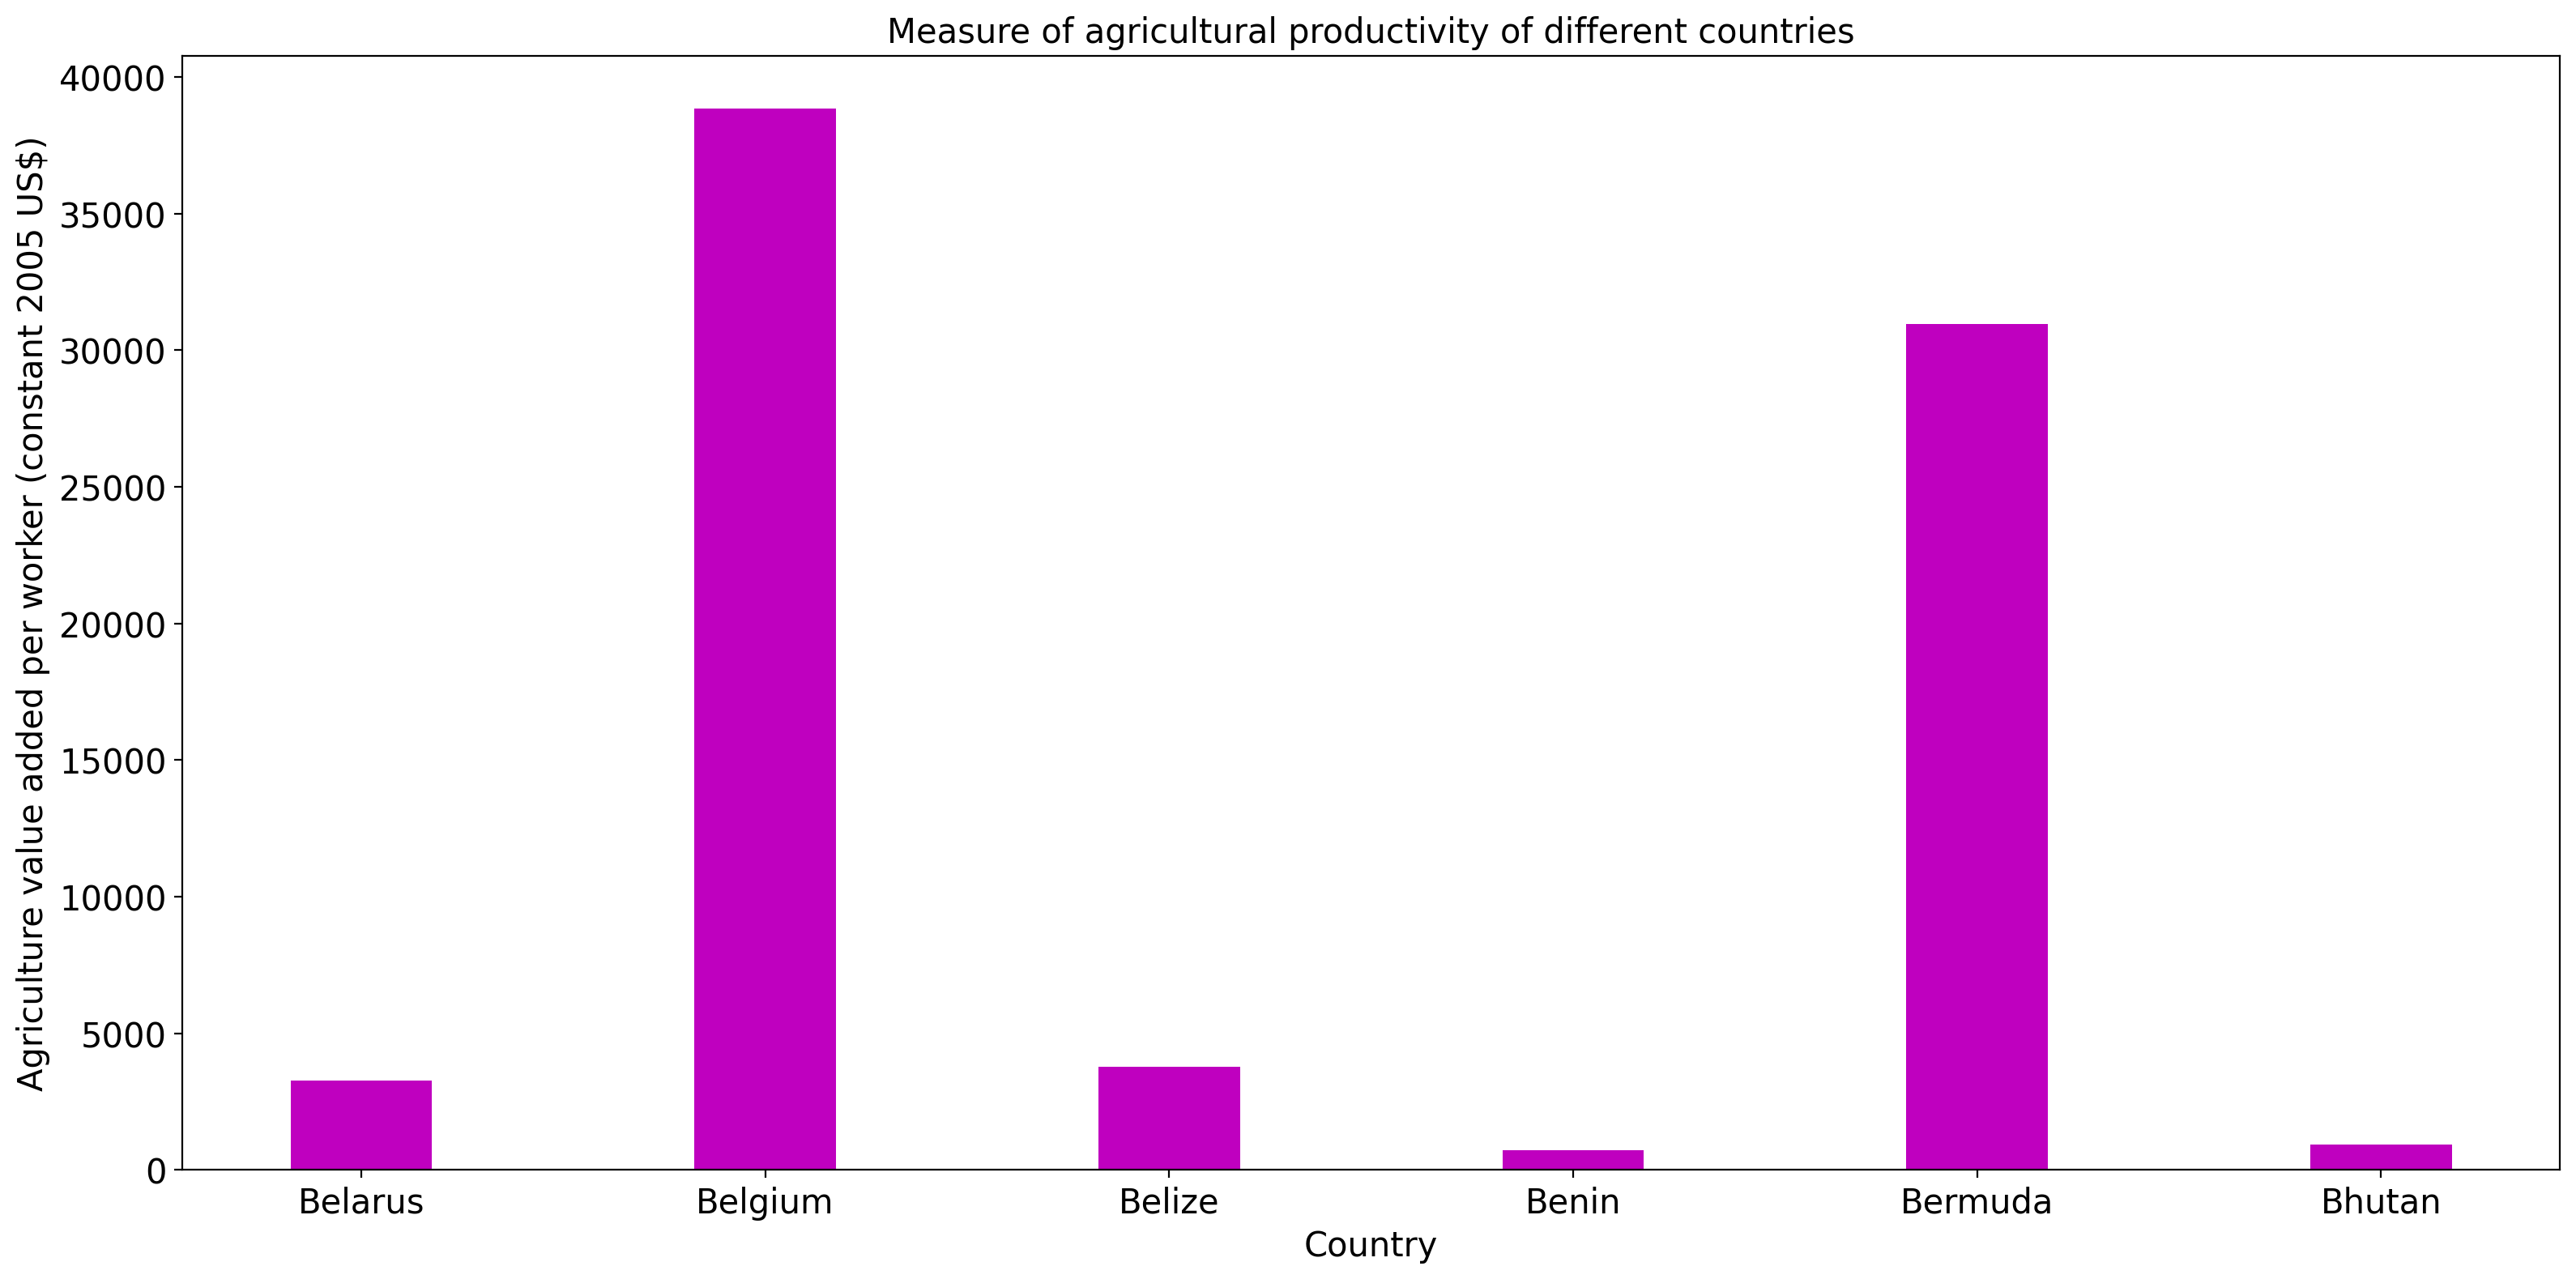 Measure of agricultural productivity of different countries
Agriculture value added per worker (constant 2005 US$)
40000
35000
30000
25000
20000
15000
10000
5000
0
Belarus
Belgium
Belize
Benin
Bermuda
Bhutan
Country